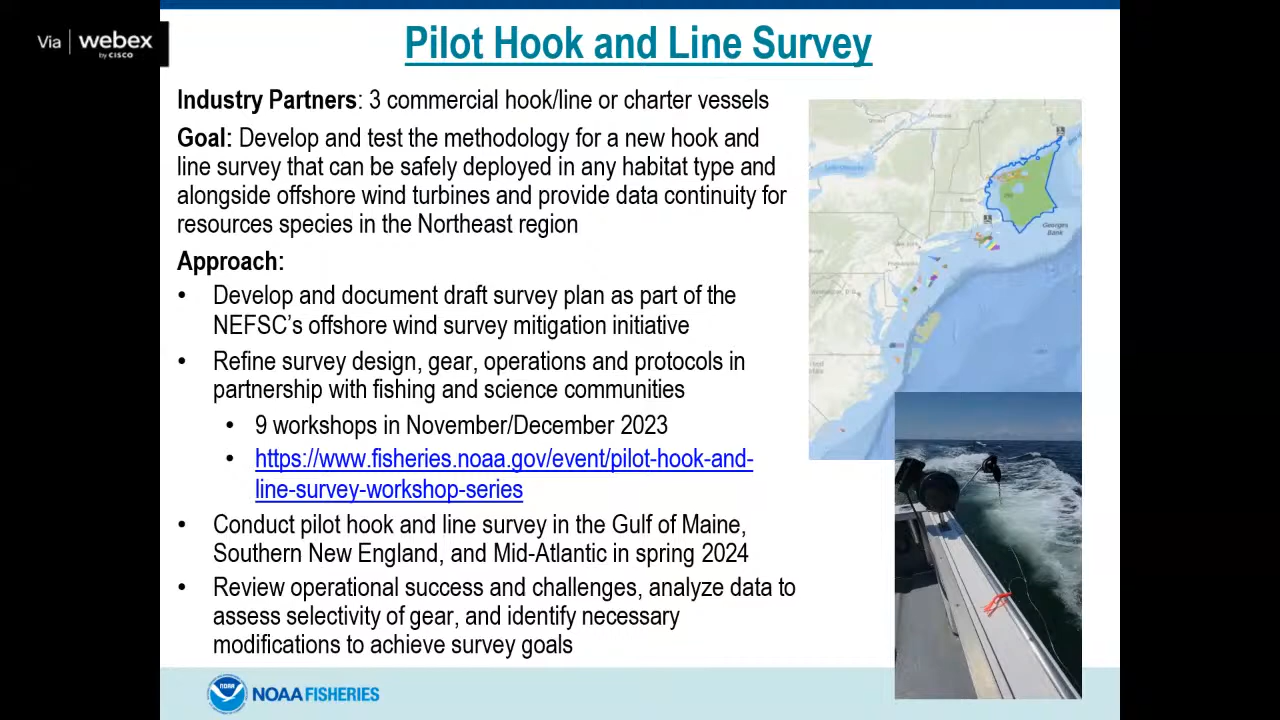 Via webex
by CISCO
Pilot Hook and Line Survey
Industry Partners: 3 commercial hook/line or charter vessels
Goal: Develop and test the methodology for a new hook and
line survey that can be safely deployed in any habitat type and
alongside offshore wind turbines and provide data continuity for
resources species in the Northeast region
Approach:
• Develop and document draft survey plan as part of the
NEFSC's offshore wind survey mitigation initiative
• Refine survey design, gear, operations and protocols in
partnership with fishing and science communities
• 9 workshops in November/December 2023
• https://www.fisheries.noaa.gov/event/pilot-hook-and-
line-survey-workshop-series
• Conduct pilot hook and line survey in the Gulf of Maine,
Southern New England, and Mid-Atlantic in spring 2024
• Review operational success and challenges, analyze data to
assess selectivity of gear, and identify necessary
modifications to achieve survey goals
Georges
Bank
NOAA
NOAA FISHERIES